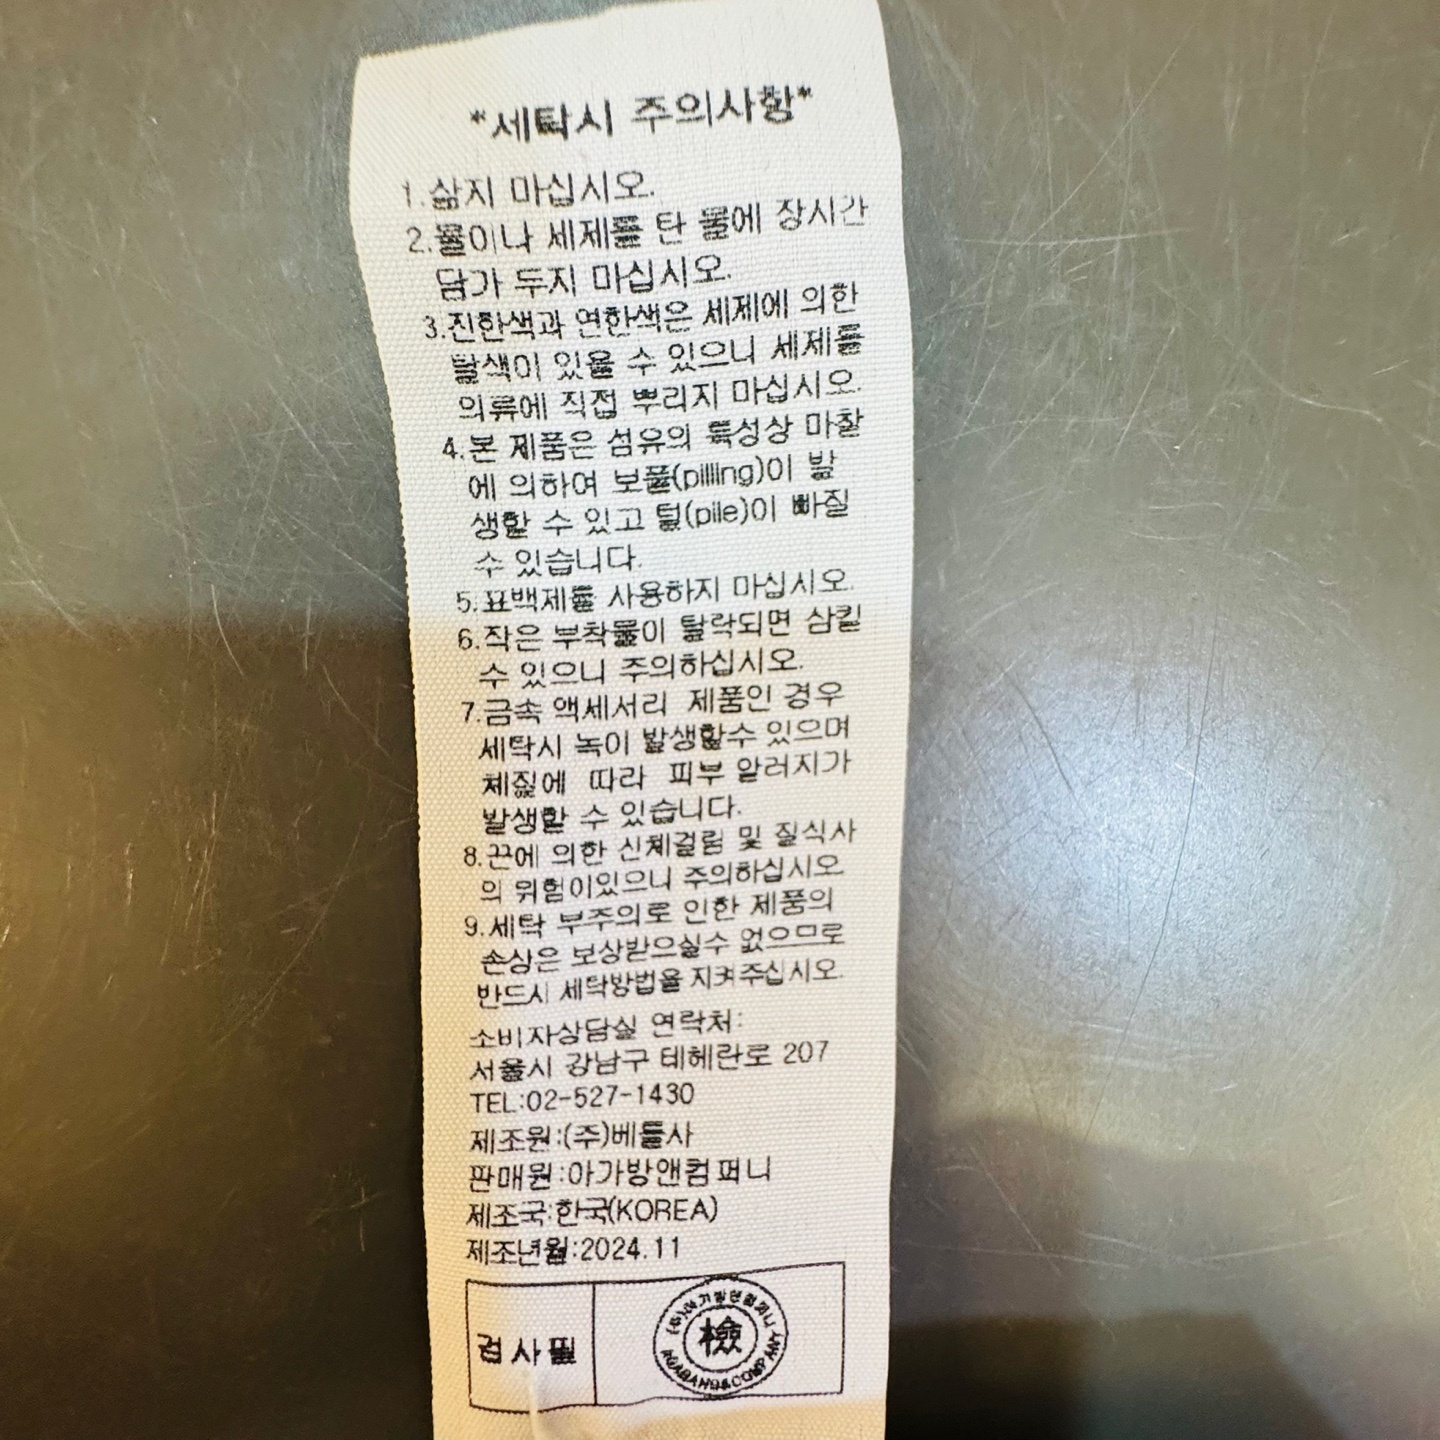 *세탁시 주의사항*
1.삶지 마십시오.
2.물이나 세제를 탄 물에 장시간
담가 두지 마십시오.
3.진한색과 연한색은 세제에 의한
탈색이 있을 수 있으니 세제를
의류에 직접 뿌리지 마십시오.
4.본 제품은 섬유의 특성상 마찰
에 의하여 보풀(pilling)이 발
생할 수 있고 털(pile)이 빠질
수 있습니다.
5.표백제를 사용하지 마십시오.
6.작은 부착물이 탈락되면 삼킬
수 있으니 주의하십시오.
7.금속 액세서리 제품인 경우
세탁시 녹이 발생할수 있으며
체질에 따라 피부 알러지가
발생할 수 있습니다.
8.끈에 의한 신체걸림 및 질식사
의 위험이있으니 주의하십시오
9.세탁 부주의로 인한 제품의
손상은 보상받으실수 없으므로
반드시 세탁방법을 지켜주십시오.
소비자상담실 연락처:
서울시 강남구 테헤란로 207
TEL:02-527-1430
제조원:(주)베틀사
판매원:아가방앤컴퍼니
제조국:한국(KOREA)
제조년월:2024.11
검사필
(주)아가방앤컴퍼니
檢
AGABANG&COMPANY